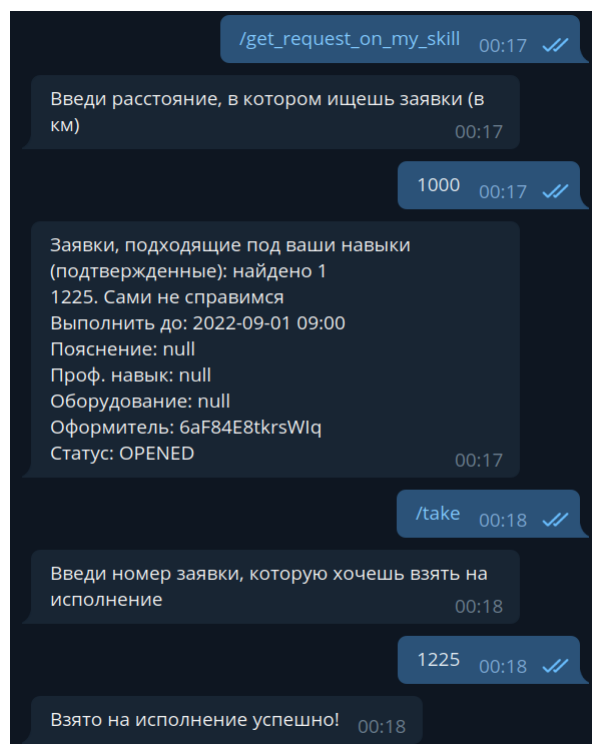 /get_request_on_my_skill 00:17
Введи расстояние, в котором ищешь заявки (в
км) 00:17
1000 00:17
Заявки, подходящие под ваши навыки
(подтвержденные): найдено 1
1225. Сами не справимся
Выполнить до: 2022-09-01 09:00
Пояснение: null
Проф. навык: null
Оборудование: null
Оформитель: 6aF84E8tkrsWIq
Статус: OPENED 00:17
/take 00:18
Введи номер заявки, которую хочешь взять на
исполнение 00:18
1225 00:18
Взято на исполнение успешно! 00:18